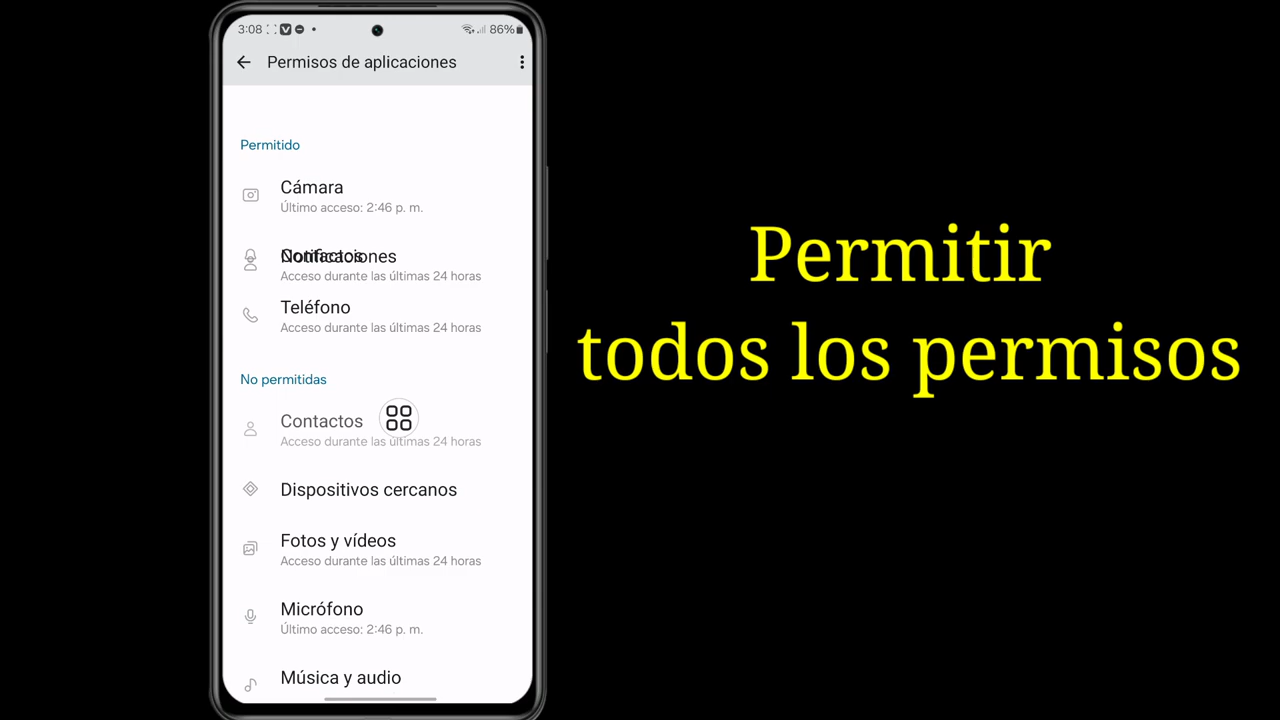 3:08
86%
Permisos de aplicaciones
Permitido
Cámara
Último acceso: 2:46 p. m.
Notificaciones
Contactos
Acceso durante las últimas 24 horas
Teléfono
Acceso durante las últimas 24 horas
No permitidas
Contactos
Acceso durante las últimas 24 horas
Dispositivos cercanos
Fotos y vídeos
Acceso durante las últimas 24 horas
Micrófono
Último acceso: 2:46 p. m.
Música y audio
Permitir
todos los permisos